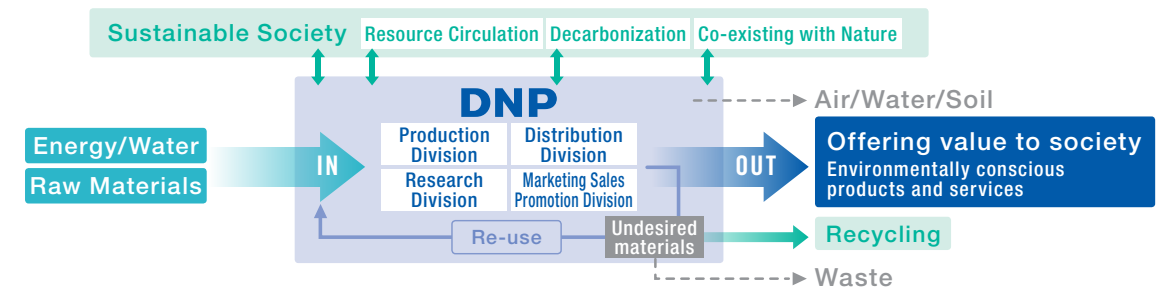 Sustainable Society
Resource Circulation
Decarbonization
Co-existing with Nature
DNP
Air/Water/Soil
Energy/Water
Raw Materials
IN
Production
Division
Distribution
Division
Research
Division
Marketing Sales
Promotion Division
OUT
Offering value to society
Environmentally conscious
products and services
Re-use
Undesired
materials
Recycling
Waste